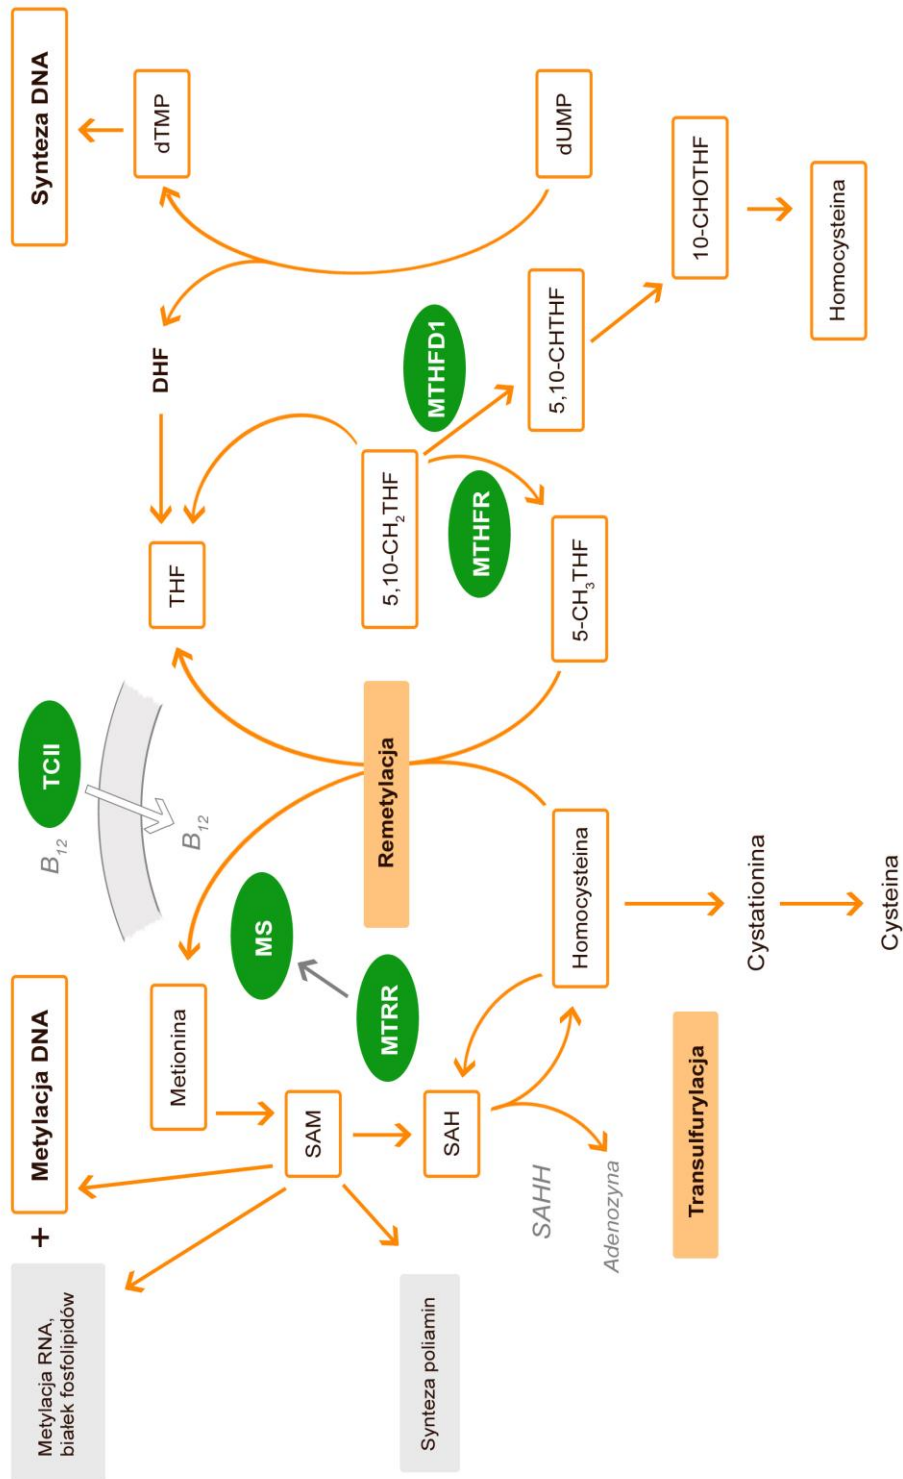 Metylacja RNA,
białek fosfolipidów
+
Metylacja DNA
B₁₂
TCII
B₁₂
Synteza DNA
Metionina
THF
DHF
dTMP
MS
SAM
MTRR
Remetylacja
5,10-CH₂THF
MTHFD1
MTHFR
Synteza poliamin
SAH
SAHH
Adenozyna
Homocysteina
5-CH₃THF
5,10-CHTHF
dUMP
Transulfurylacja
Cystationina
10-CHOTHF
Cysteina
Homocysteina